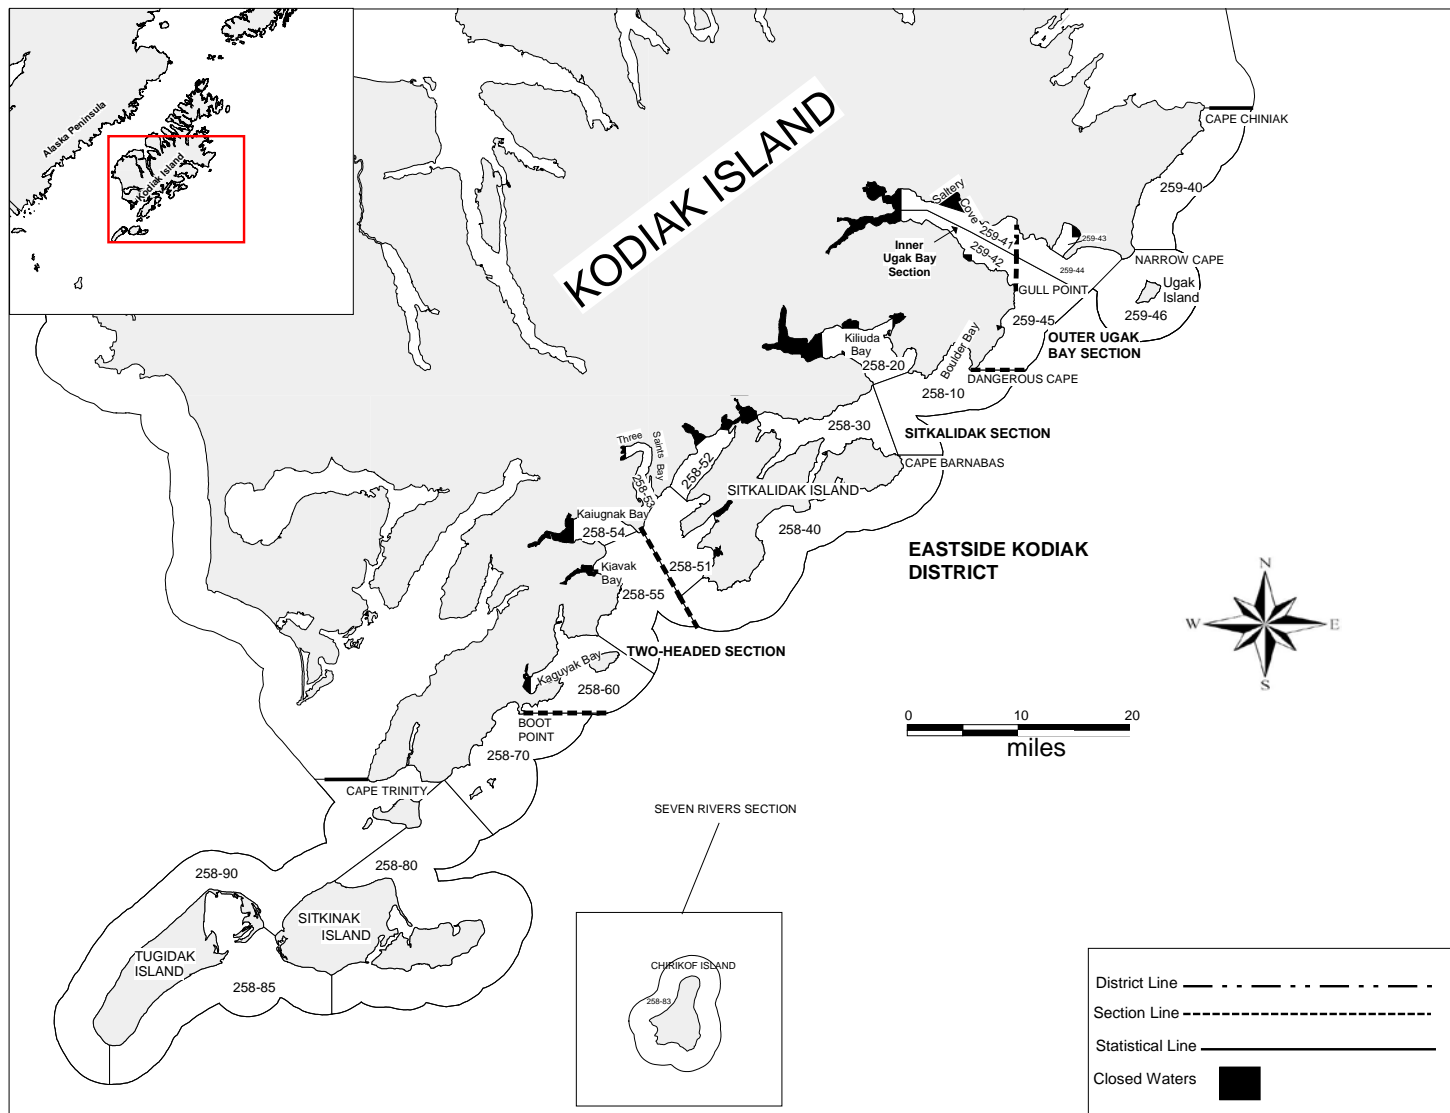 Alaska Peninsula
Kodiak Island
KODIAK ISLAND
CAPE CHINIAK
259-40
Saltery
Cove
259-41
259-43
259-42
Inner
Ugak Bay
Section
259-44
NARROW CAPE
GULL POINT
Ugak
Island
259-46
259-45
OUTER UGAK
BAY SECTION
Kiliuda
Bay
258-20
Boulder Bay
DANGEROUS CAPE
258-10
258-30
SITKALIDAK SECTION
CAPE BARNABAS
Three
Saints Bay
258-52
258-53
SITKALIDAK ISLAND
Kaiugnak Bay
258-54
258-40
EASTSIDE KODIAK
DISTRICT
Kiavak
Bay
258-51
258-55
N
W
E
S
TWO-HEADED SECTION
Kaguyak Bay
258-60
BOOT
POINT
0
10
20
miles
258-70
CAPE TRINITY
SEVEN RIVERS SECTION
258-90
258-80
SITKINAK
ISLAND
TUGIDAK
ISLAND
258-85
CHIRIKOF ISLAND
258-83
District Line
Section Line
Statistical Line
Closed Waters